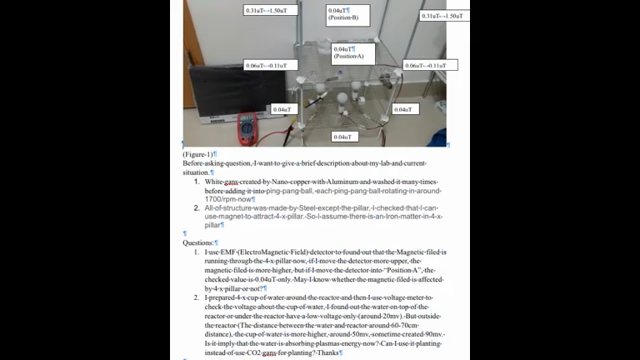 0.31uT--1.50uT
0.04uT
(Position-B)
0.31uT--1.50uT
0.04uT
(Position-A)
0.06uT--0.11uT
0.06uT--0.11uT
0.04uT
0.04uT
0.04uT
(Figure-1)
Before asking question, I want to give a brief description about my lab and current
situation.
1. White gans created by Nano-copper with Aluminum and washed it many times
before adding it into ping-pang-ball, each-ping-pang-ball-rotating-in-around-
1700/rpm-now
2. All-of-structure was made by Steel except the pillar, I checked that I can
use magnet to attract 4-x-pillar. So I assume there is an Iron matter in 4-x-
pillar
Questions:
1. I use EMF (ElectroMagnetic Field) detector to found out that the Magnetic filed is
running through the 4-x-pillar now, if I move the detector more upper, the
magnetic filed is more higher, but if I move the detector into "Position A", the
checked value is 0.04uT only. May I know whether the magnetic filed is affected
by 4-x-pillar or not?
2. I prepared 4-x-cup of water around the reactor and then I use voltage meter to
check the voltage about the cup of water, I found out the water on top of the
reactor or under the reactor have a low voltage only (around 20mv). But outside
the reactor (The distance between the water and reactor around 60-70cm
distance), the cup of water is more higher, around 50mv, sometime created 90mv.
Is it imply that the water is absorbing plasmas energy now? Can I use it planting
instead of use CO2-gans for planting? Thanks